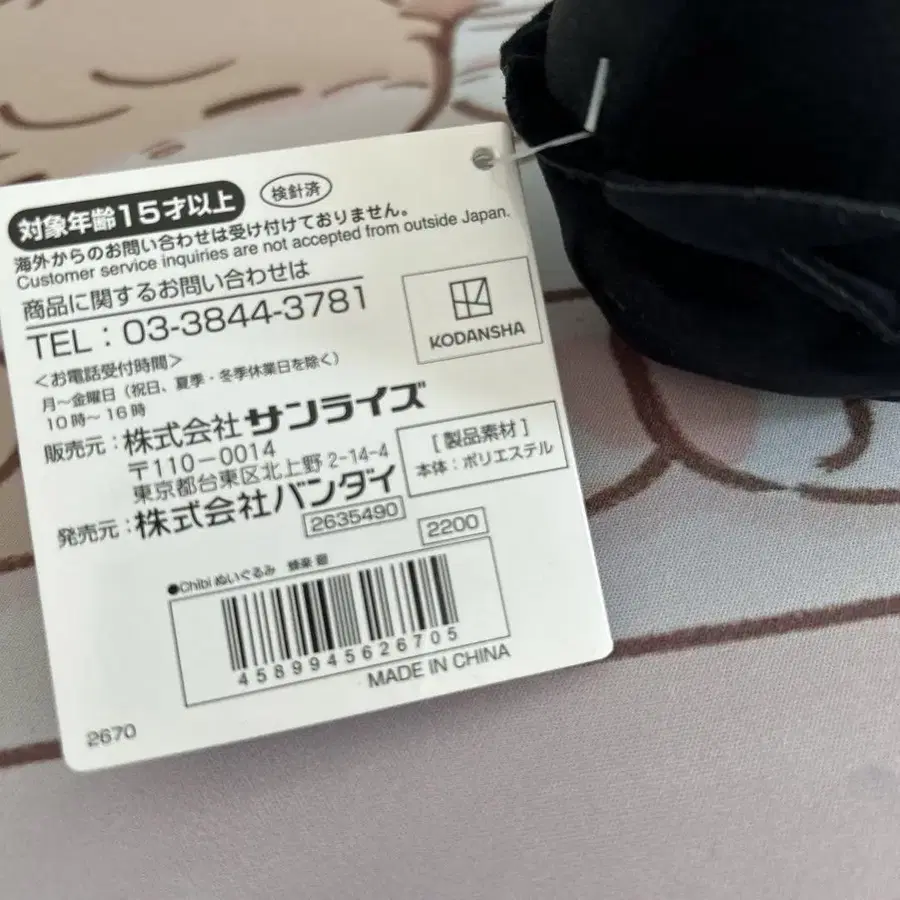 対象年齢15才以上
検針済
海外からのお問い合わせは受け付けておりません。
Customer service inquiries are not accepted from outside Japan.
商品に関するお問い合わせは
TEL：03-3844-3781
KODANSHA
＜お電話受付時間＞
月～金曜日（祝日、夏季・冬季休業日を除く）
10時～16時
販売元：株式会社サンライズ
〒110-0014
東京都台東区北上野2-14-4
［製品素材］
本体：ポリエステル
発売元：株式会社バンダイ
2635490
2200
●Chibiぬいぐるみ 蜂楽 廻
4589945626705
MADE IN CHINA
2670